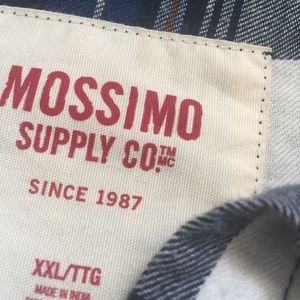 MOSSIMO
SUPPLY CO.™ MC
SINCE 1987
XXL/TTG
MADE IN INDIA